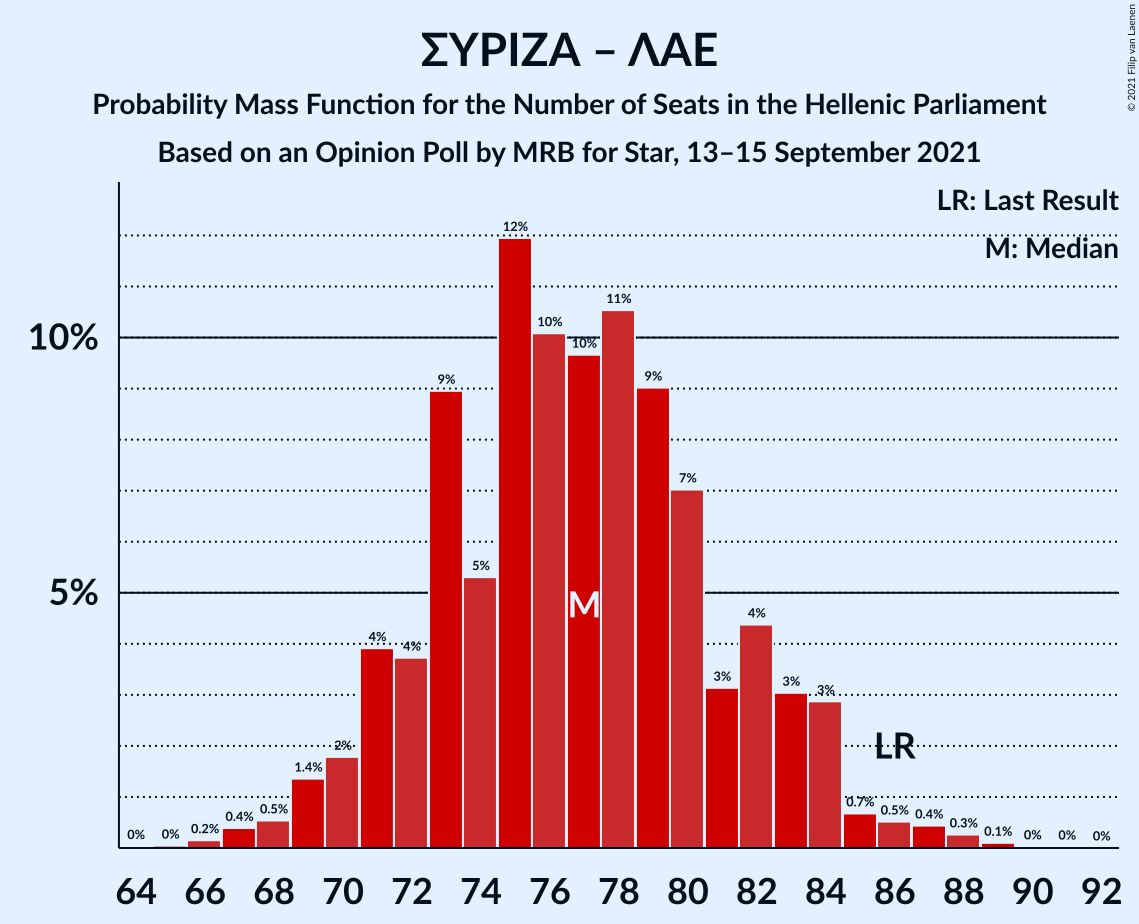 ΣΥΡΙΖΑ – ΛΑΕ
Probability Mass Function for the Number of Seats in the Hellenic Parliament
Based on an Opinion Poll by MRB for Star, 13–15 September 2021
© 2021 Filip van Laenen
LR: Last Result
M: Median
10%
5%
0% 0% 0.2% 0.4% 0.5% 1.4% 2% 4% 4% 9% 5% 12% 10% 10% 11% 9% 7% 3% 4% 3% 3% 0.7% 0.5% 0.4% 0.3% 0.1% 0% 0% 0%
M
LR
64 66 68 70 72 74 76 78 80 82 84 86 88 90 92